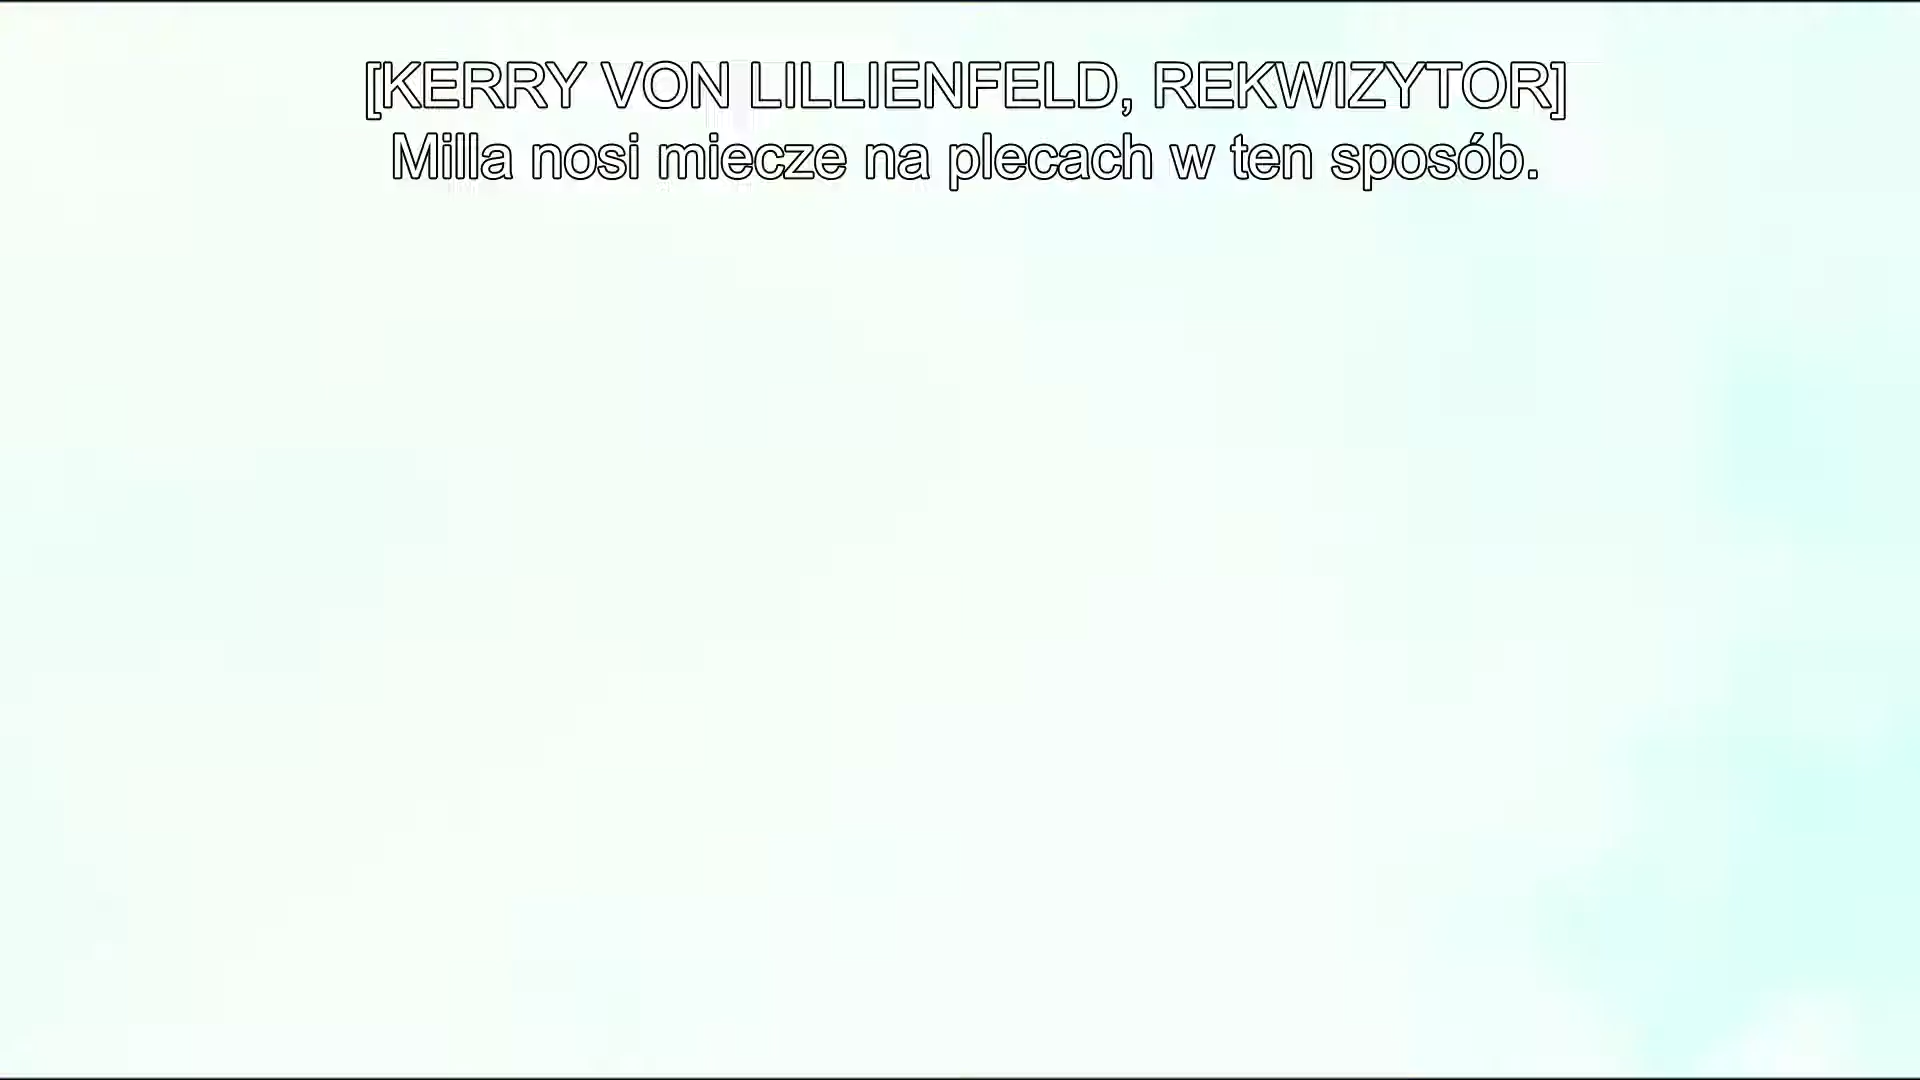 [KERRY VON LILLIENFELD, REKWIZYTOR]
Milla nosi miecze na plecach w ten sposób.